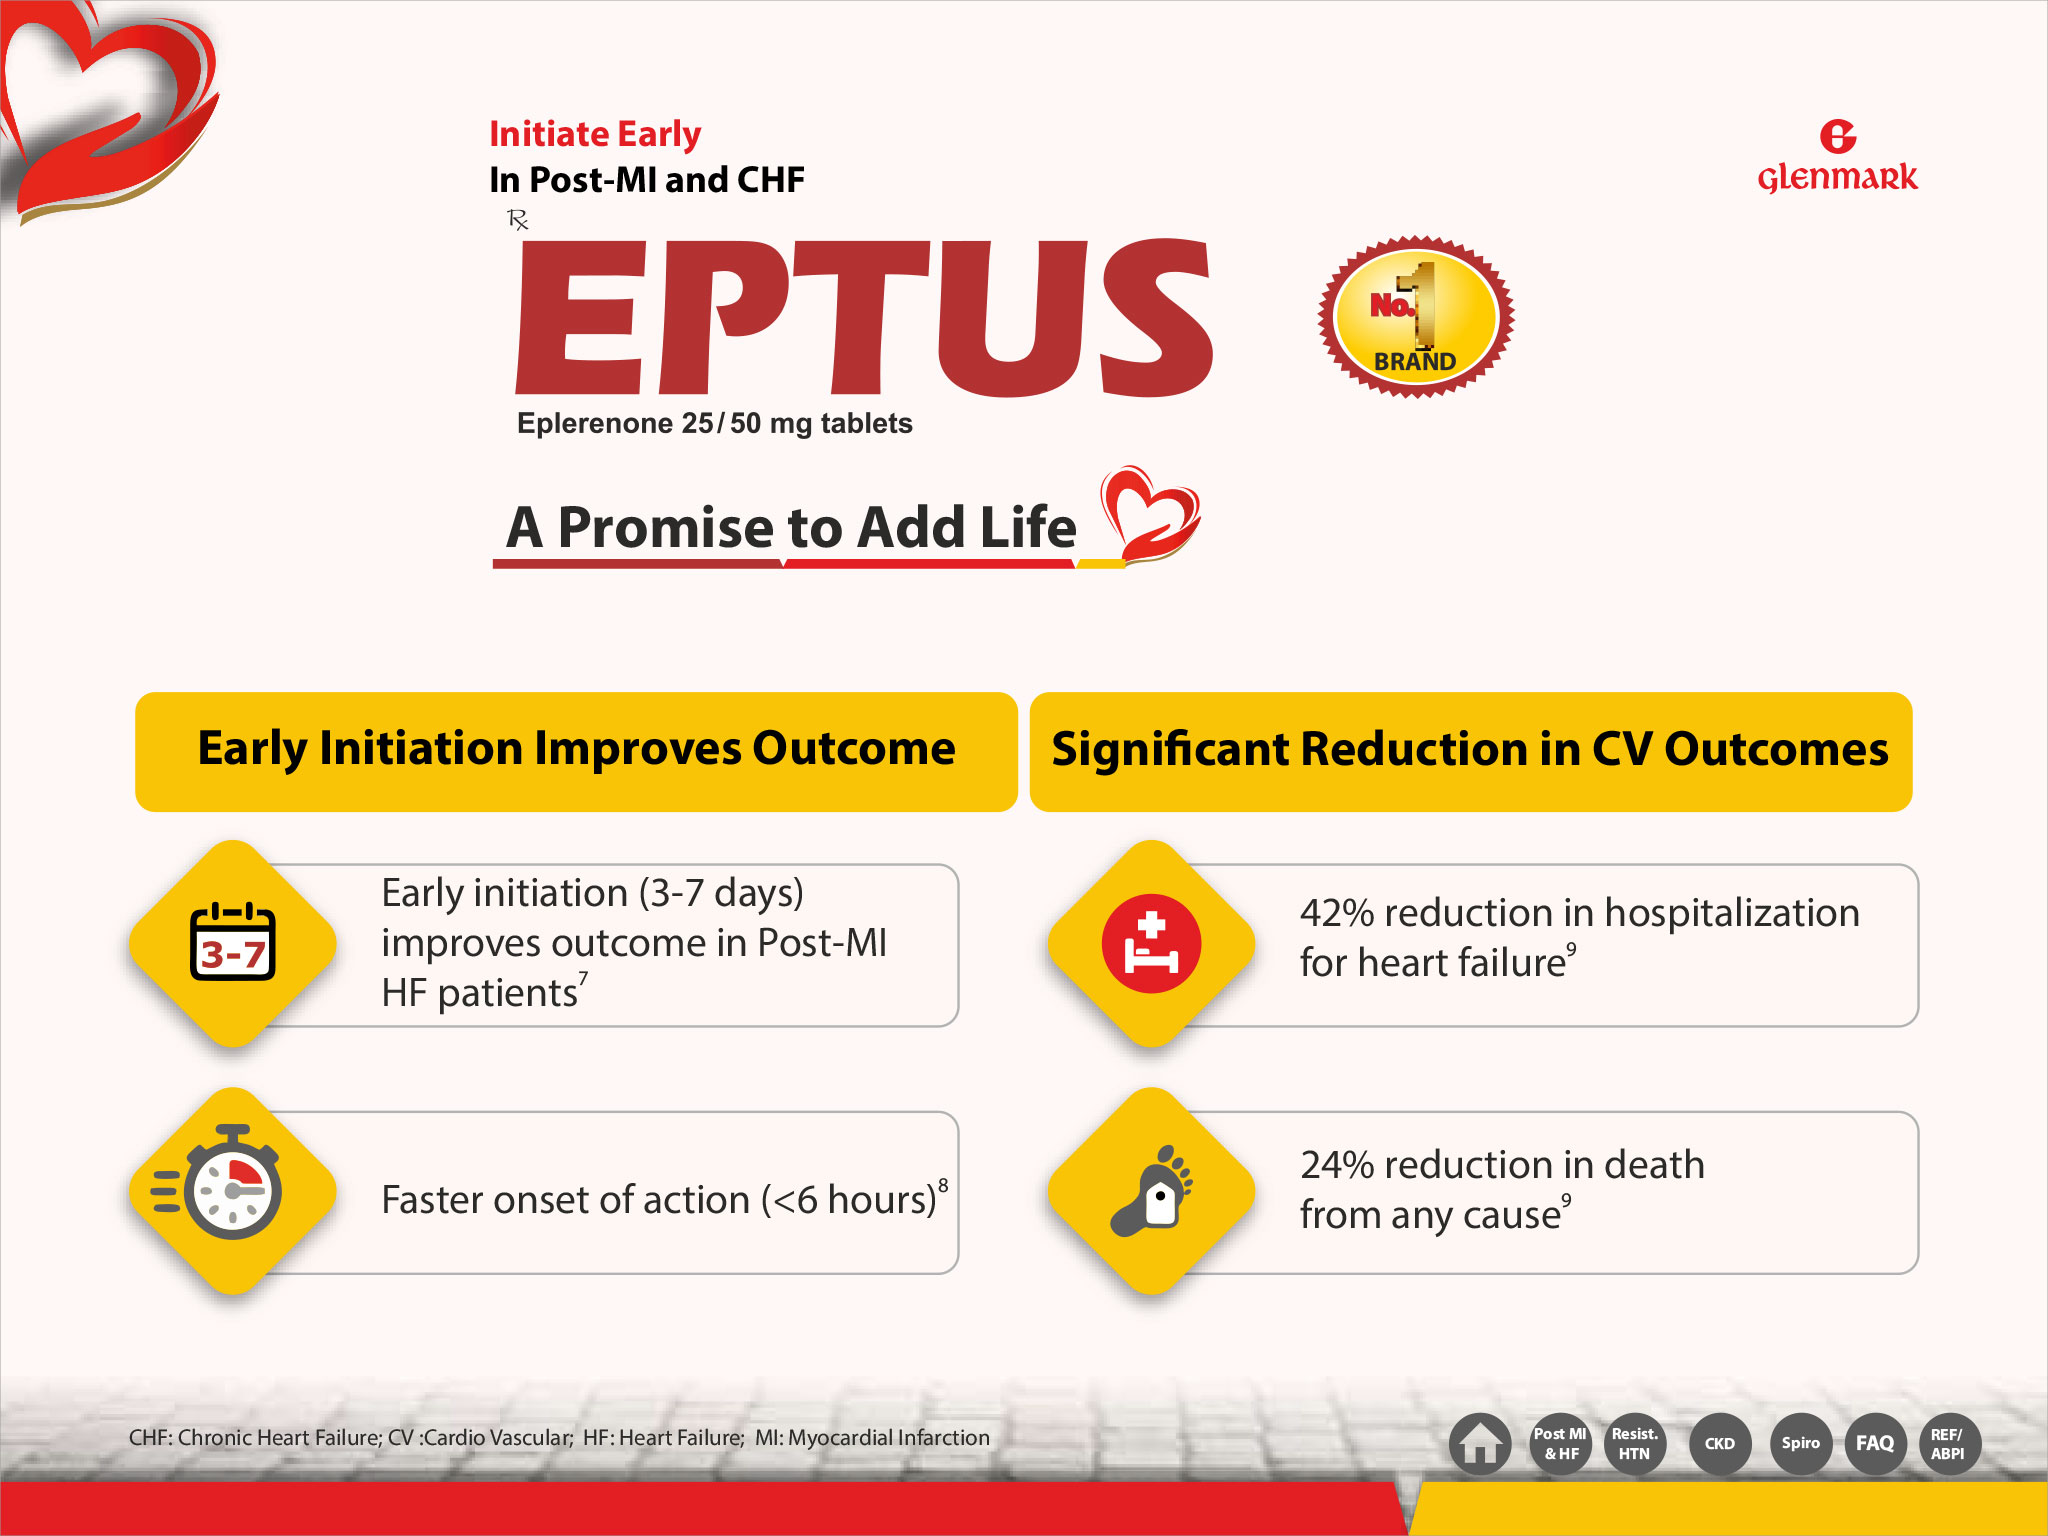 Initiate Early
In Post-MI and CHF
Rx
EPTUS
Eplerenone 25/50 mg tablets
A Promise to Add Life
No.1
BRAND
glenmark
Early Initiation Improves Outcome
3-7
Early initiation (3-7 days)
improves outcome in Post-MI
HF patients⁷
Faster onset of action (<6 hours)⁸
Significant Reduction in CV Outcomes
42% reduction in hospitalization
for heart failure⁹
24% reduction in death
from any cause⁹
CHF: Chronic Heart Failure; CV :Cardio Vascular; HF: Heart Failure; MI: Myocardial Infarction
Post MI
& HF
Resist.
HTN
CKD
Spiro
FAQ
REF/
ABPI